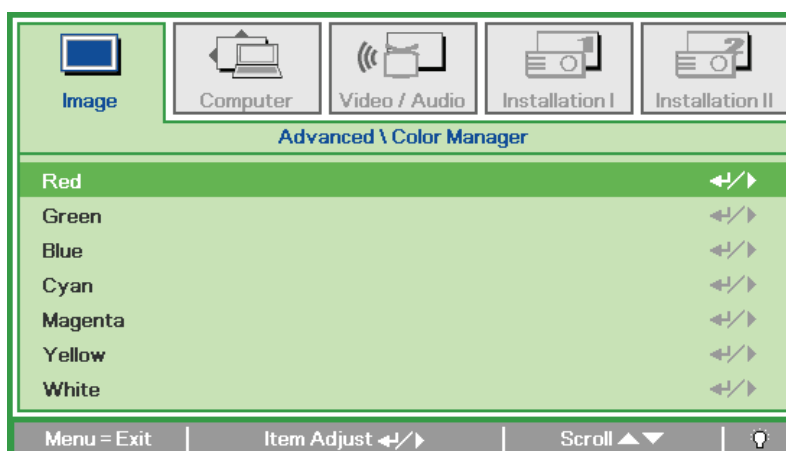 Image
Computer
Video / Audio
Installation I
Installation II
Advanced \ Color Manager
Red
Green
Blue
Cyan
Magenta
Yellow
White
Menu = Exit
Item Adjust
Scroll